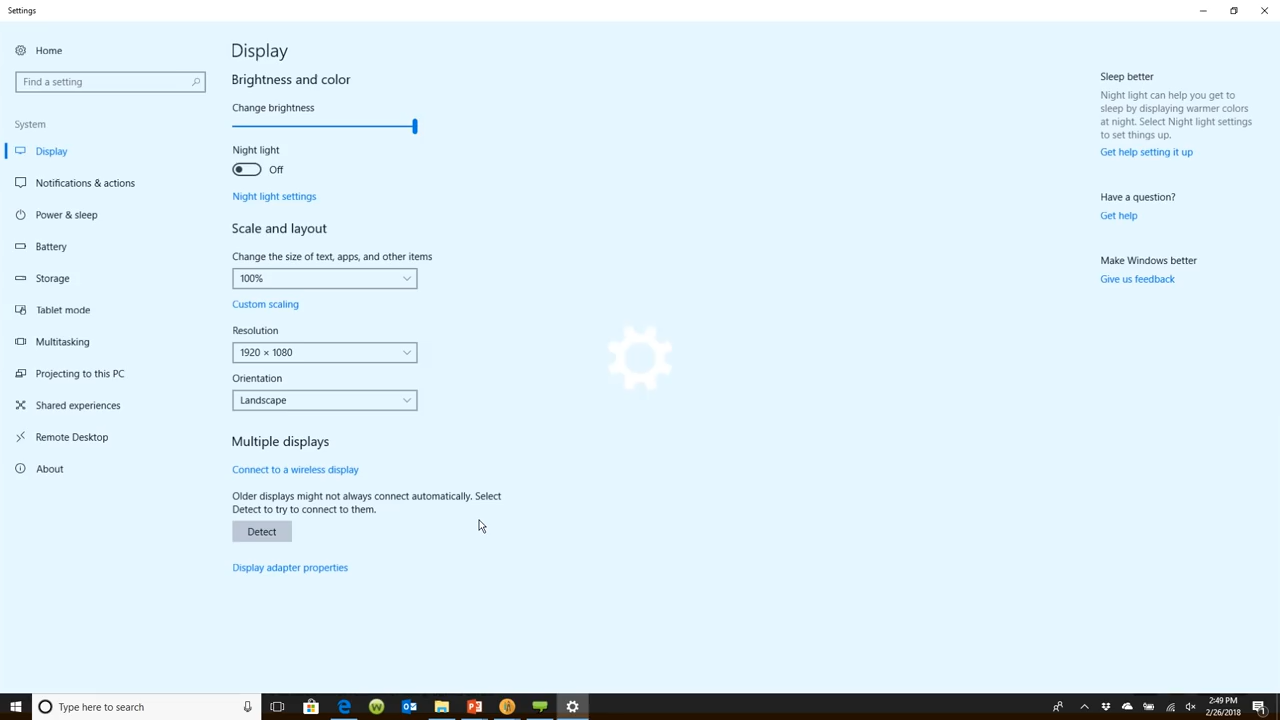 Settings
Home
Find a setting
System
Display
Notifications & actions
Power & sleep
Battery
Storage
Tablet mode
Multitasking
Projecting to this PC
Shared experiences
Remote Desktop
About
Display
Brightness and color
Change brightness
Night light
Off
Night light settings
Scale and layout
Change the size of text, apps, and other items
100%
Custom scaling
Resolution
1920 × 1080
Orientation
Landscape
Multiple displays
Connect to a wireless display
Older displays might not always connect automatically. Select
Detect to try to connect to them.
Detect
Display adapter properties
Sleep better
Night light can help you get to
sleep by displaying warmer colors
at night. Select Night light settings
to set things up.
Get help setting it up
Have a question?
Get help
Make Windows better
Give us feedback
Type here to search
2:49 PM
2/26/2018